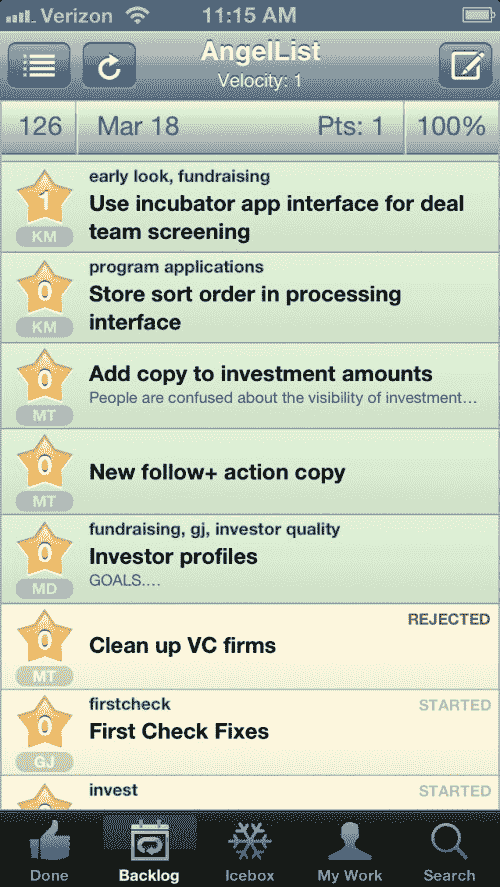 Verizon 11:15 AM
AngelList
Velocity: 1
126 Mar 18 Pts: 1 100%
early look, fundraising
1 Use incubator app interface for deal
team screening
KM
program applications
0 Store sort order in processing
interface
KM
0 Add copy to investment amounts
People are confused about the visibility of investment...
MT
0 New follow+ action copy
MT
fundraising, gj, investor quality
0 Investor profiles
GOALS....
MD
REJECTED
0 Clean up VC firms
MT
firstcheck STARTED
0 First Check Fixes
GJ
invest STARTED
Done Backlog Icebox My Work Search